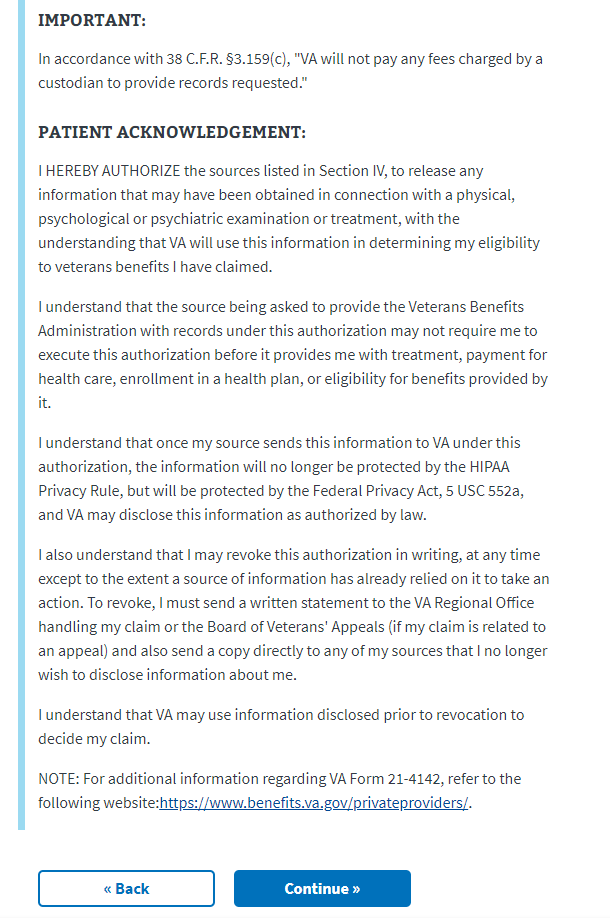 IMPORTANT:
In accordance with 38 C.F.R. §3.159(c), "VA will not pay any fees charged by a
custodian to provide records requested."
PATIENT ACKNOWLEDGEMENT:
I HEREBY AUTHORIZE the sources listed in Section IV, to release any
information that may have been obtained in connection with a physical,
psychological or psychiatric examination or treatment, with the
understanding that VA will use this information in determining my eligibility
to veterans benefits I have claimed.
I understand that the source being asked to provide the Veterans Benefits
Administration with records under this authorization may not require me to
execute this authorization before it provides me with treatment, payment for
health care, enrollment in a health plan, or eligibility for benefits provided by
it.
I understand that once my source sends this information to VA under this
authorization, the information will no longer be protected by the HIPAA
Privacy Rule, but will be protected by the Federal Privacy Act, 5 USC 552a,
and VA may disclose this information as authorized by law.
I also understand that I may revoke this authorization in writing, at any time
except to the extent a source of information has already relied on it to take an
action. To revoke, I must send a written statement to the VA Regional Office
handling my claim or the Board of Veterans' Appeals (if my claim is related to
an appeal) and also send a copy directly to any of my sources that I no longer
wish to disclose information about me.
I understand that VA may use information disclosed prior to revocation to
decide my claim.
NOTE: For additional information regarding VA Form 21-4142, refer to the
following website:https://www.benefits.va.gov/privateproviders/.
« Back
Continue »